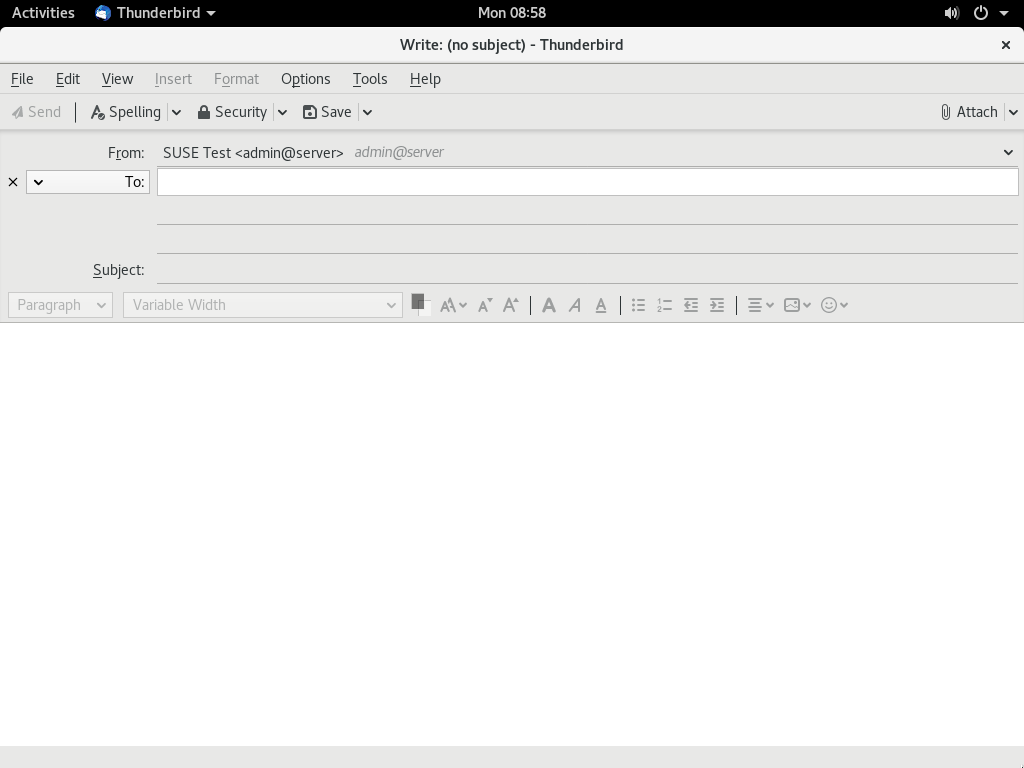 Activities Thunderbird Mon 08:58
Write: (no subject) - Thunderbird
File Edit View Insert Format Options Tools Help
Send Spelling Security Save Attach
From: SUSE Test <admin@server> admin@server
To:
Subject:
Paragraph Variable Width